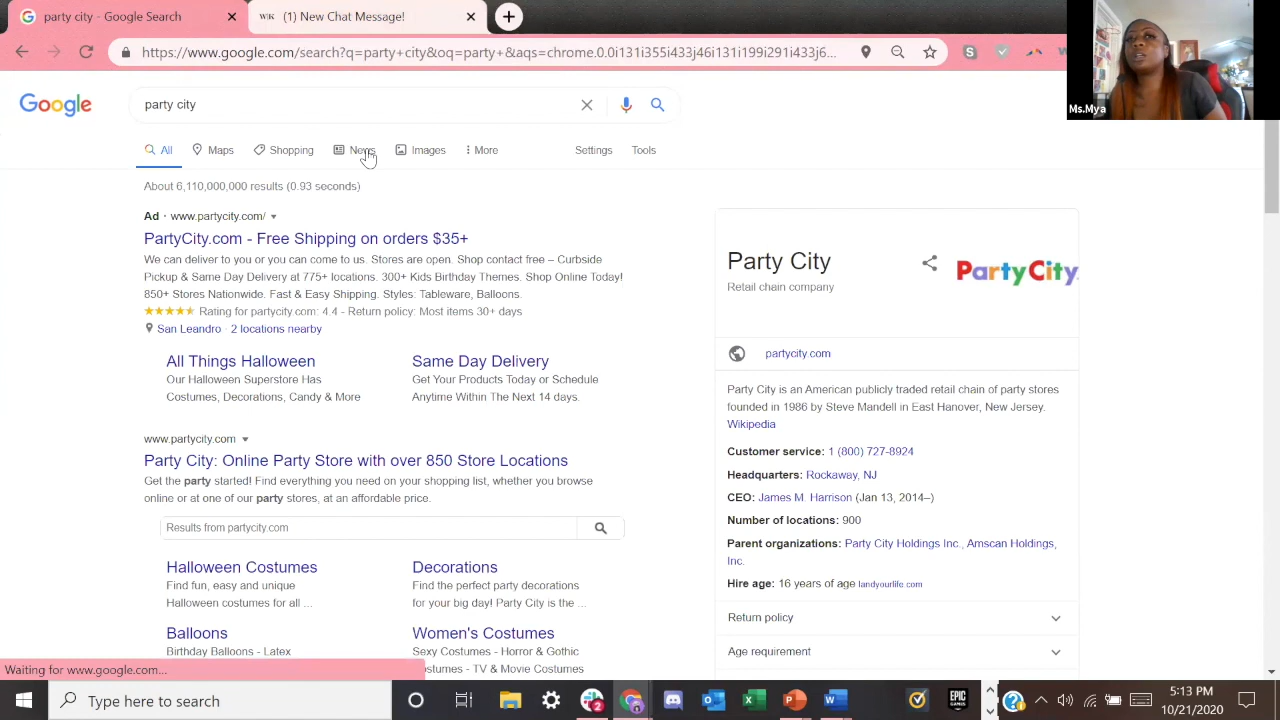 party city - Google Search
WIK (1) New Chat Message!
https://www.google.com/search?q=party+city&oq=party+&aqs=chrome.0.0i131i355i433j46i131i199i291i433j6...
Ms.Mya
Google
party city
All Maps Shopping News Images More Settings Tools
About 6,110,000,000 results (0.93 seconds)
Ad · www.partycity.com/
PartyCity.com - Free Shipping on orders $35+
We can deliver to you or you can come to us. Stores are open. Shop contact free – Curbside
Pickup & Same Day Delivery at 775+ locations. 300+ Kids Birthday Themes. Shop Online Today!
850+ Stores Nationwide. Fast & Easy Shipping. Styles: Tableware, Balloons.
Rating for partycity.com: 4.4 - Return policy: Most items 30+ days
San Leandro · 2 locations nearby
All Things Halloween
Our Halloween Superstore Has
Costumes, Decorations, Candy & More
Same Day Delivery
Get Your Products Today or Schedule
Anytime Within The Next 14 days.
www.partycity.com
Party City: Online Party Store with over 850 Store Locations
Get the party started! Find everything you need on your shopping list, whether you browse
online or at one of our party stores, at an affordable price.
Results from partycity.com
Halloween Costumes
Find fun, easy and unique
Halloween costumes for all ...
Decorations
Find the perfect party decorations
for your big day! Party City is the ...
Balloons
Birthday Balloons - Latex
Women's Costumes
Sexy Costumes - Horror & Gothic
Costumes - TV & Movie Costumes
Party City
Retail chain company
PartyCity
partycity.com
Party City is an American publicly traded retail chain of party stores
founded in 1986 by Steve Mandell in East Hanover, New Jersey.
Wikipedia
Customer service: 1 (800) 727-8924
Headquarters: Rockaway, NJ
CEO: James M. Harrison (Jan 13, 2014–)
Number of locations: 900
Parent organizations: Party City Holdings Inc., Amscan Holdings,
Inc.
Hire age: 16 years of age landyourlife.com
Return policy
Age requirement
Waiting for www.google.com...
Type here to search
2
EPIC
GAMES
5:13 PM
10/21/2020